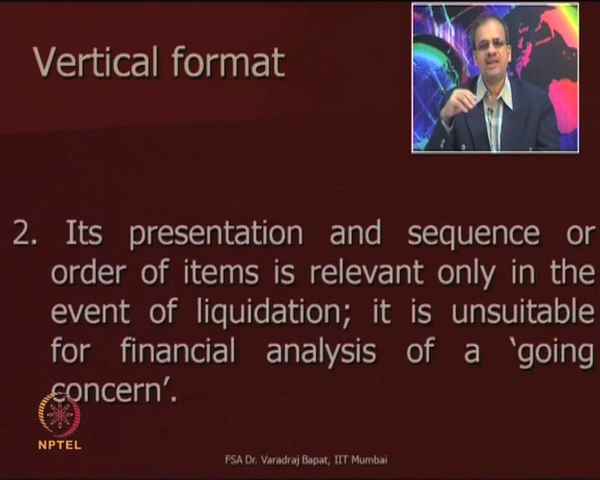 Vertical format
2. Its presentation and sequence or
order of items is relevant only in the
event of liquidation; it is unsuitable
for financial analysis of a ‘going
concern’.
NPTEL
FSA Dr. Varadraj Bapat, IIT Mumbai